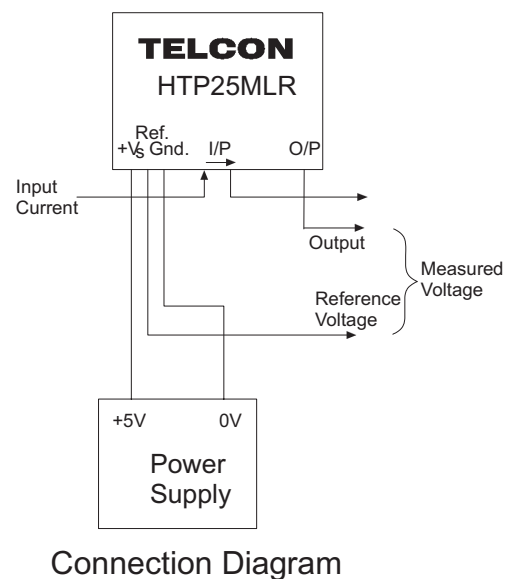 TELCON
HTP25MLR
Ref.
+Vs Gnd. I/P O/P
Input
Current
Output
Measured
Voltage
Reference
Voltage
+5V 0V
Power
Supply
Connection Diagram